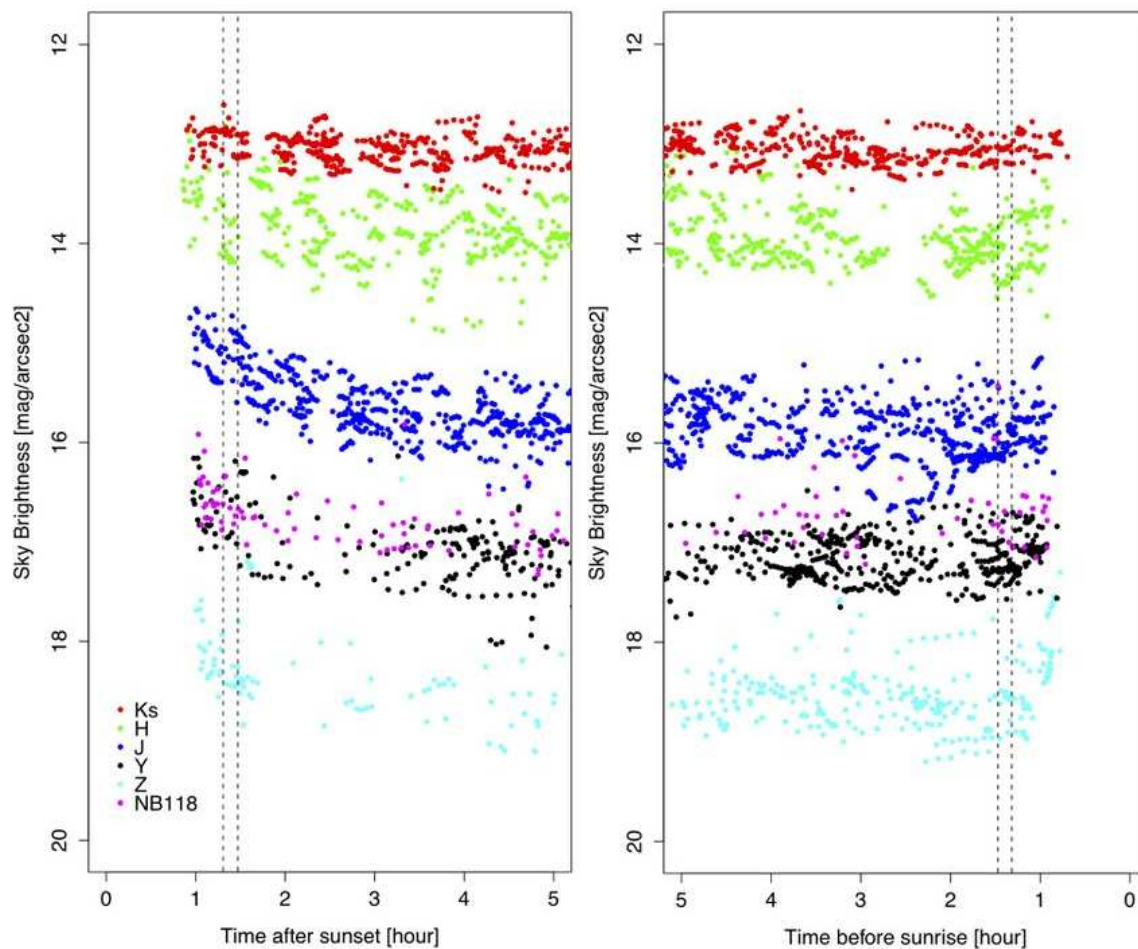 12
14
16
18
20
Sky Brightness [mag/arcsec2]
Ks
H
J
Y
Z
NB118
0 1 2 3 4 5
Time after sunset [hour]
12
14
16
18
20
Sky Brightness [mag/arcsec2]
5 4 3 2 1 0
Time before sunrise [hour]